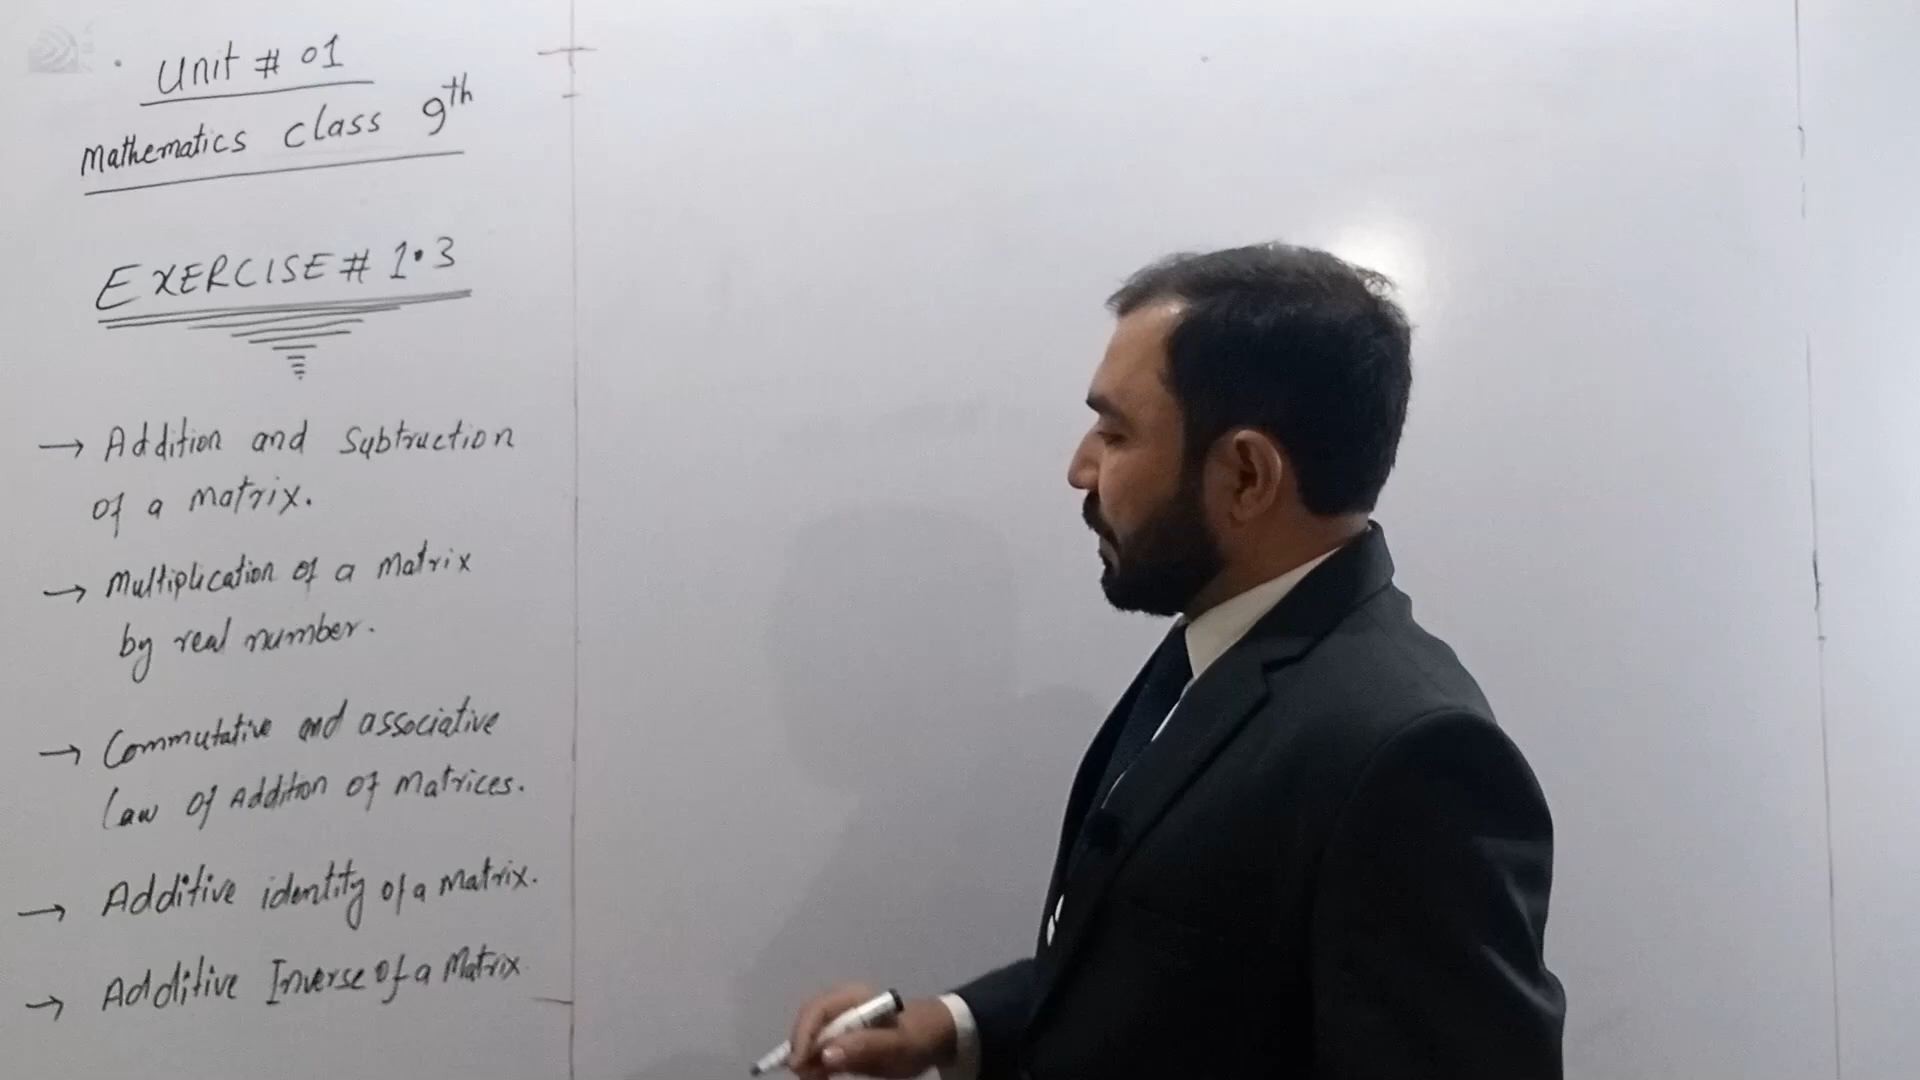 Unit # 01
Mathematics class 9th
EXERCISE # 1.3
→ Addition and Subtruction
of a matrix.
→ Multiplication of a matrix
by real number.
→ Commutative and associative
law of Addition of Matrices.
→ Additive identity of a Matrix.
→ Additive Inverse of a Matrix